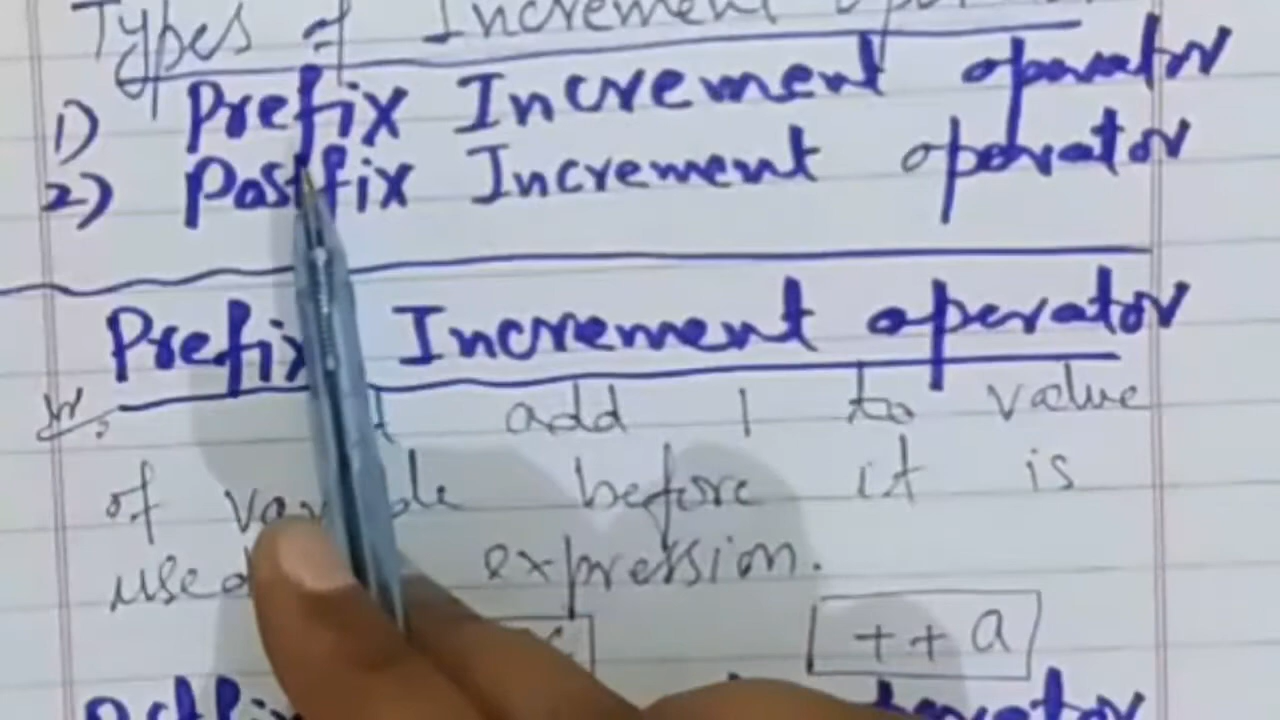 Types of Increment
1) Prefix Increment operator
2) Postfix Increment operator
Prefix Increment operator
add 1 to value
of before it is
used expression.
++a